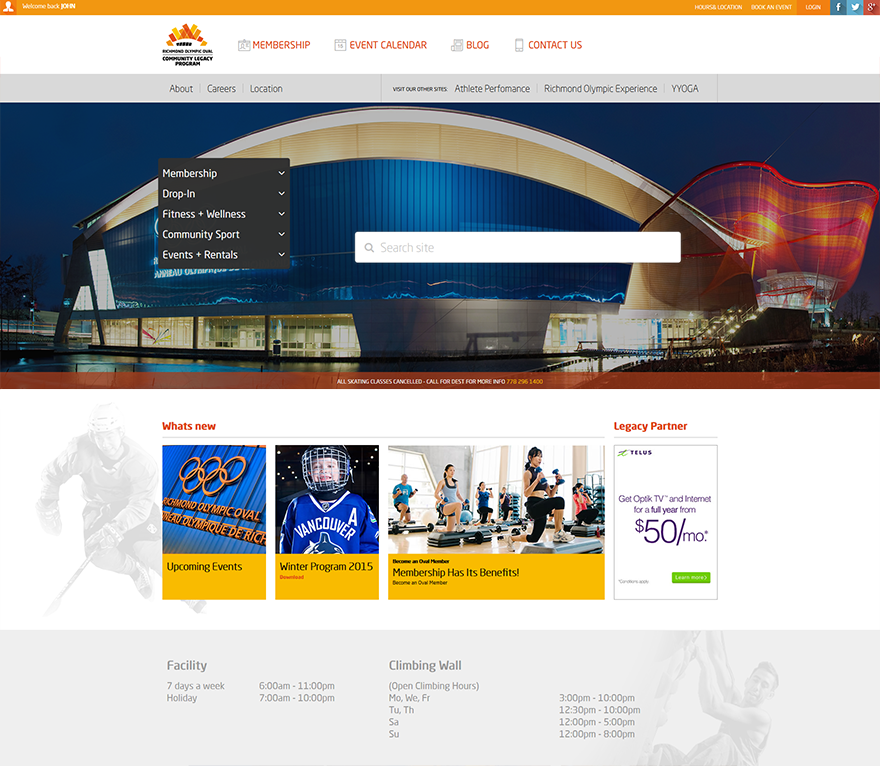 Welcome back JOHN
HOURS& LOCATION BOOK AN EVENT LOGIN
RICHMOND OLYMPIC OVAL
COMMUNITY LEGACY
PROGRAM
MEMBERSHIP EVENT CALENDAR BLOG CONTACT US
About Careers Location
VISIT OUR OTHER SITES: Athlete Perfomance Richmond Olympic Experience YYOGA
Membership
Drop-In
Fitness + Wellness
Community Sport
Events + Rentals
Search site
ANNEAU OLYMPIQUE DE
ALL SKATING CLASSES CANCELLED - CALL FOR DEST FOR MORE INFO 778 296 1400
Whats new
RICHMOND OLYMPIC OVAL
NEAU OLYMPIQUE DE RICH
Upcoming Events
VANCOUVER
A
Winter Program 2015
Download
Become an Oval Member
Membership Has Its Benefits!
Become an Oval Member
Legacy Partner
TELUS
Get Optik TV™ and Internet
for a full year from
$50/mo.*
*Conditions apply.
Learn more
Facility
7 days a week 6:00am - 11:00pm
Holiday 7:00am - 10:00pm
Climbing Wall
(Open Climbing Hours)
Mo, We, Fr 3:00pm - 10:00pm
Tu, Th 12:30pm - 10:00pm
Sa 12:00pm - 5:00pm
Su 12:00pm - 8:00pm